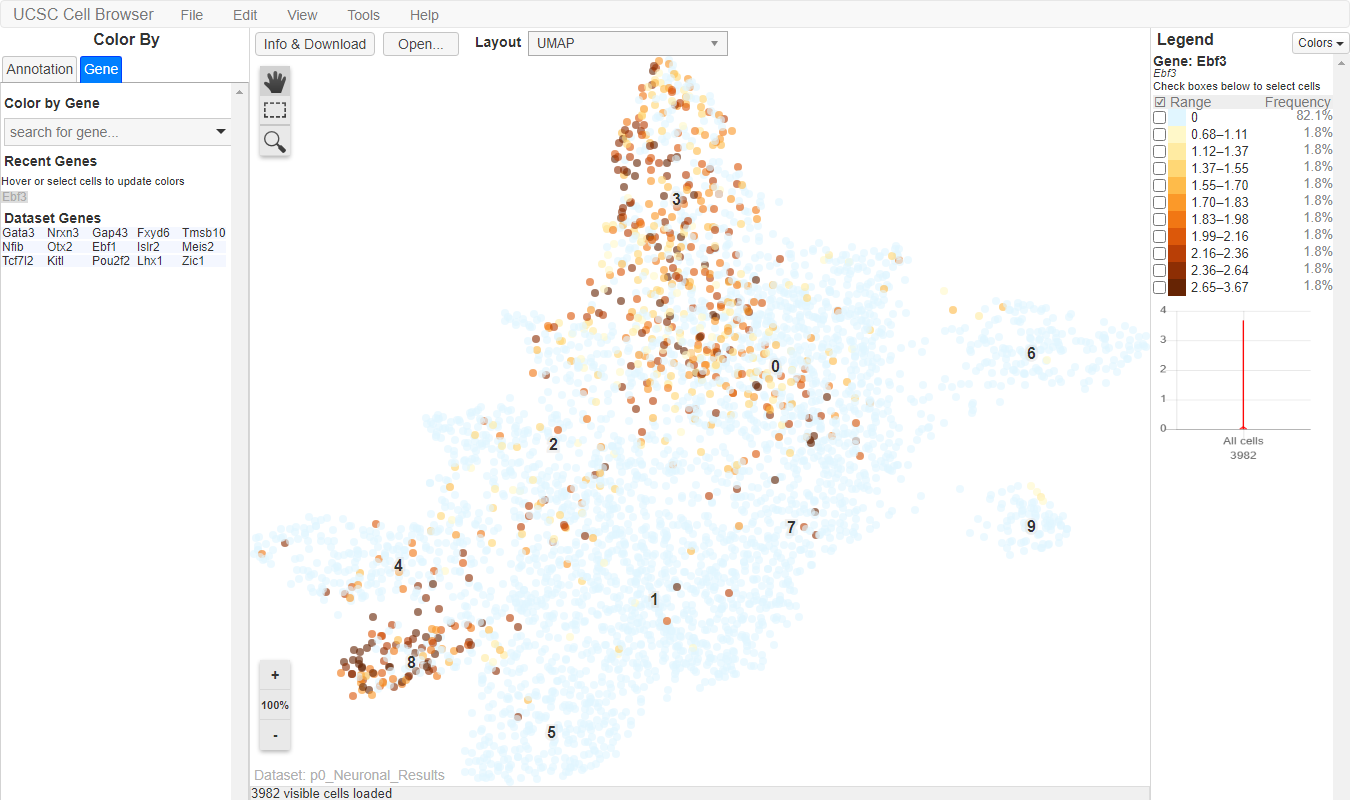 UCSC Cell Browser File Edit View Tools Help
Color By
Annotation Gene
Color by Gene
search for gene...
Recent Genes
Hover or select cells to update colors
Ebf3
Dataset Genes
Gata3 Nrxn3 Gap43 Fxyd6 Tmsb10
Nfib Otx2 Ebf1 Islr2 Meis2
Tcf7l2 Kitl Pou2f2 Lhx1 Zic1
Info & Download Open... Layout UMAP
3
0
6
2
7
9
4
1
8
5
+
100%
-
Dataset: p0_Neuronal_Results
3982 visible cells loaded
Legend Colors
Gene: Ebf3
Ebf3
Check boxes below to select cells
Range Frequency
0 82.1%
0.68–1.11 1.8%
1.12–1.37 1.8%
1.37–1.55 1.8%
1.55–1.70 1.8%
1.70–1.83 1.8%
1.83–1.98 1.8%
1.99–2.16 1.8%
2.16–2.36 1.8%
2.36–2.64 1.8%
2.65–3.67 1.8%
4
3
2
1
0
All cells
3982